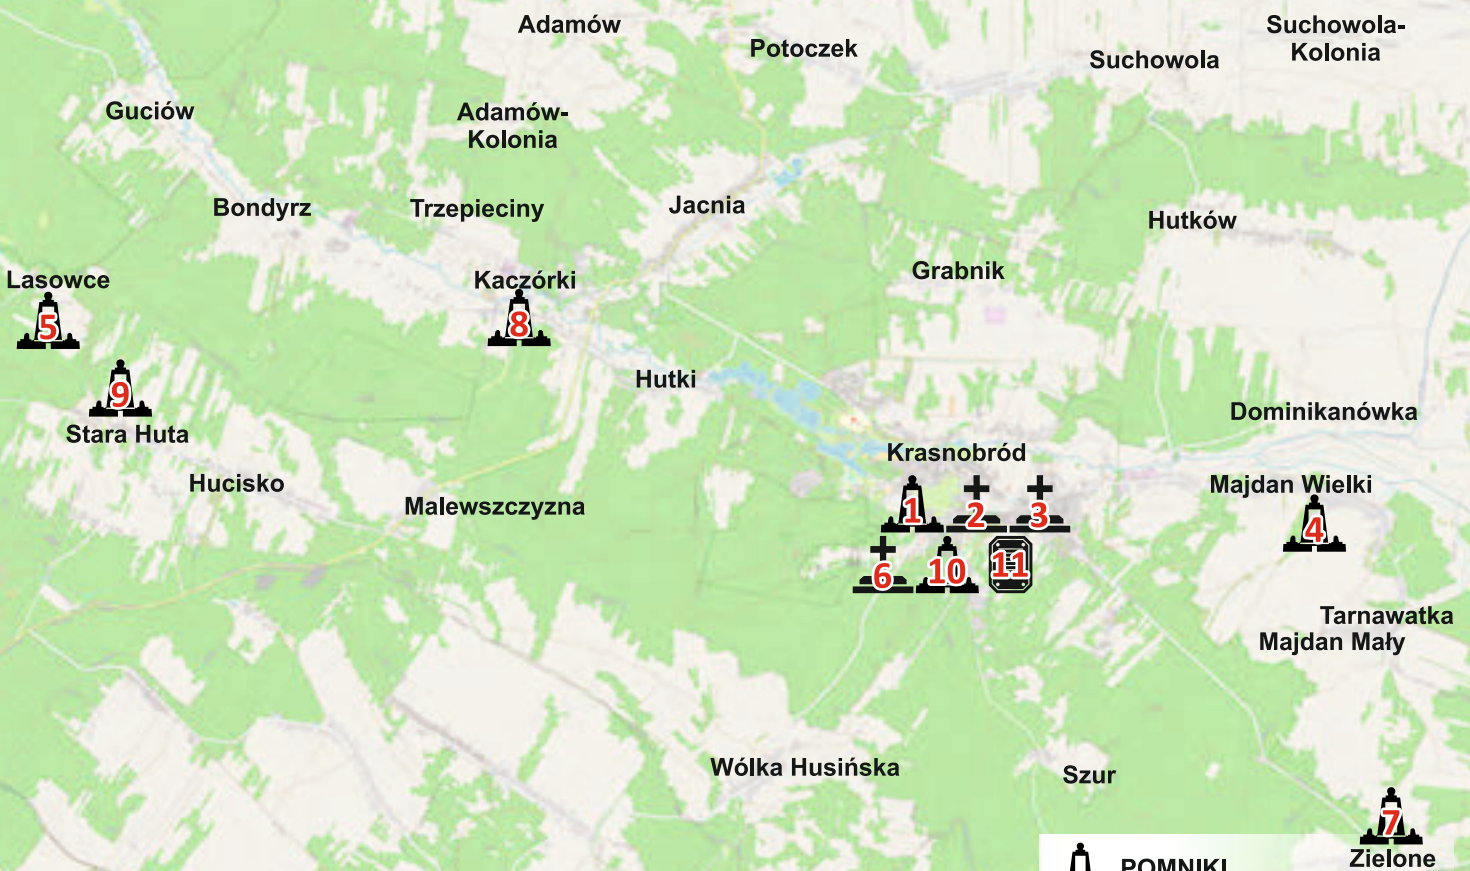 Adamów
Potoczek
Suchowola
Suchowola-
Kolonia
Guciów
Adamów-
Kolonia
Bondyrz
Trzepieciny
Jacnia
Hutków
Lasowce
Kaczórki
Grabnik
5
8
9
Hutki
Stara Huta
Dominikanówka
Krasnobród
Hucisko
Malewszczyzna
Majdan Wielki
1
2
3
4
6
10
11
Tarnawatka
Majdan Mały
Wólka Husińska
Szur
7
Zielone
POMNIKI